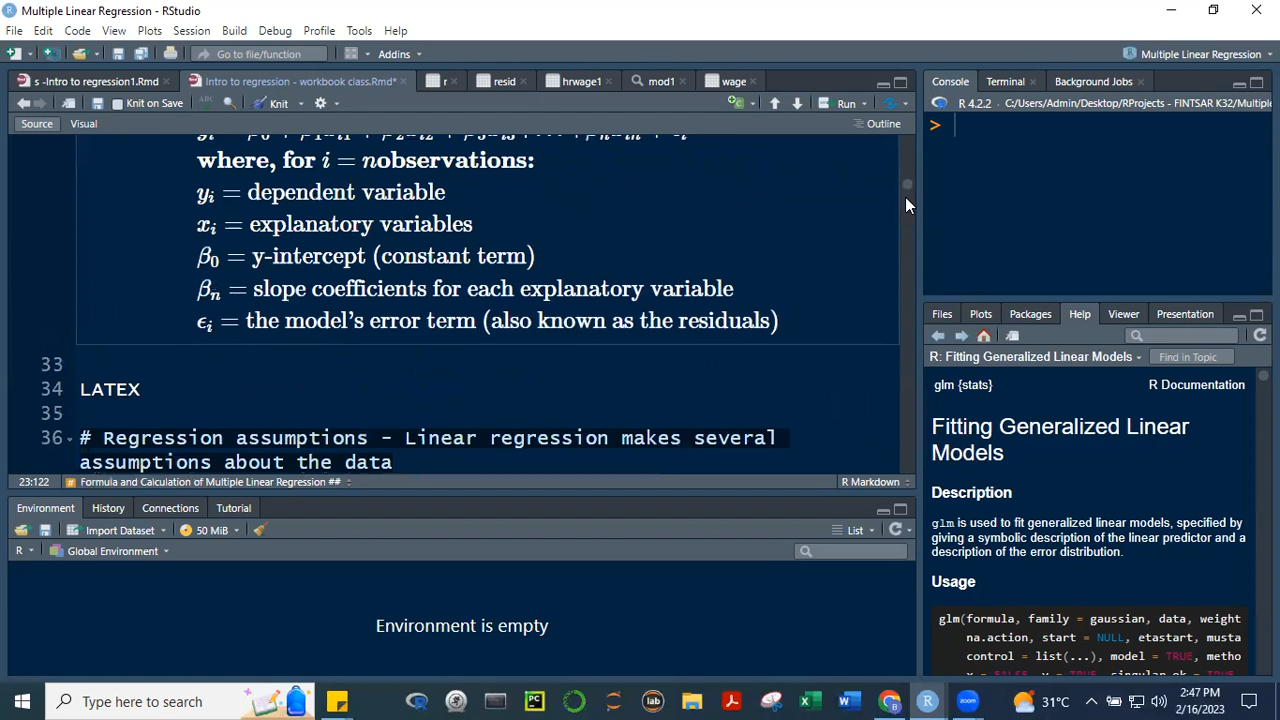 Multiple Linear Regression - RStudio
File Edit Code View Plots Session Build Debug Profile Tools Help
Go to file/function Addins Multiple Linear Regression
s -Intro to regression1.Rmd Intro to regression - workbook class.Rmd* r resid hrwage1 mod1 wage
Knit on Save ABC Knit Run
Source Visual Outline
where, for i = nobservations:
yi = dependent variable
xi = explanatory variables
β0 = y-intercept (constant term)
βn = slope coefficients for each explanatory variable
ϵi = the model's error term (also known as the residuals)
33
34 LATEX
35
36 # Regression assumptions - Linear regression makes several
assumptions about the data
23:122 # Formula and Calculation of Multiple Linear Regression ## R Markdown
Environment History Connections Tutorial
Import Dataset 50 MiB List
R Global Environment
Environment is empty
Console Terminal Background Jobs
R 4.2.2 · C:/Users/Admin/Desktop/RProjects - FINTSAR K32/Multiple
>
Files Plots Packages Help Viewer Presentation
R: Fitting Generalized Linear Models Find in Topic
glm {stats} R Documentation
Fitting Generalized Linear
Models
Description
glm is used to fit generalized linear models, specified by
giving a symbolic description of the linear predictor and a
description of the error distribution.
Usage
glm(formula, family = gaussian, data, weight
na.action, start = NULL, etastart, musta
control = list(...), model = TRUE, metho
x = FALSE, y = TRUE, singular.ok = TRUE
Type here to search PC lab zoom 31°C 2:47 PM
2/16/2023